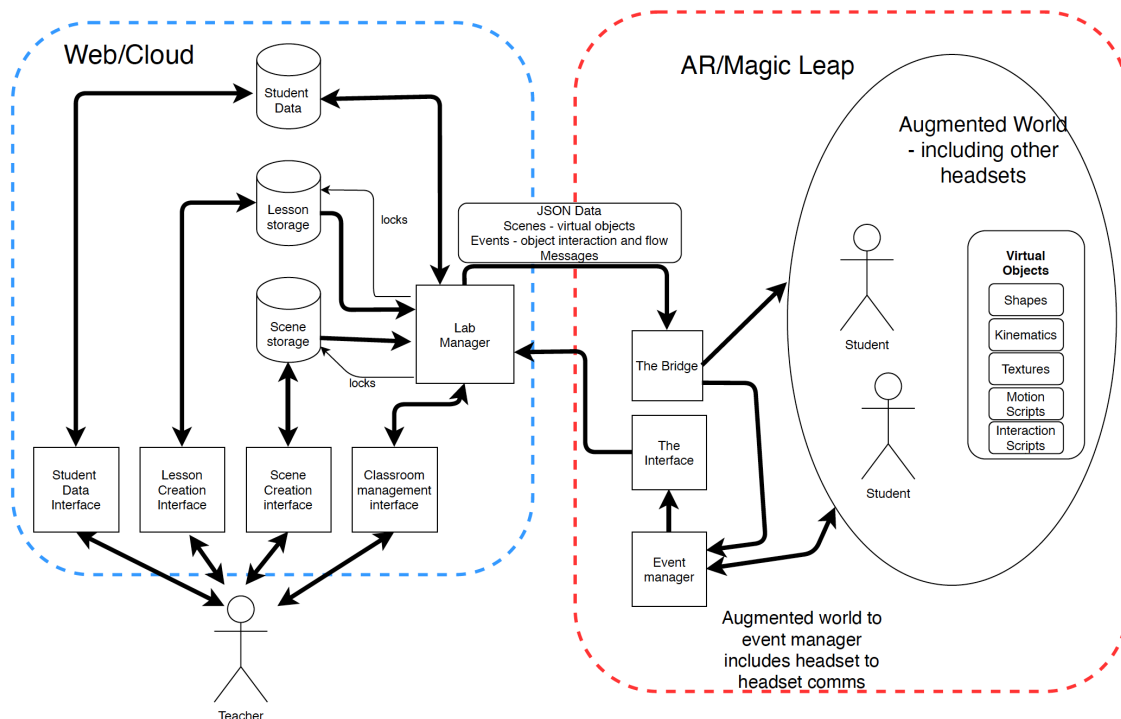 Web/Cloud
Student
Data
Lesson
storage
locks
Scene
storage
locks
Lab
Manager
Student
Data
Interface
Lesson
Creation
Interface
Scene
Creation
interface
Classroom
management
interface
Teacher
JSON Data
Scenes - virtual objects
Events - object interaction and flow
Messages
AR/Magic Leap
The Bridge
The
Interface
Event
manager
Augmented world to
event manager
includes headset to
headset comms
Augmented World
- including other
headsets
Student
Student
Virtual
Objects
Shapes
Kinematics
Textures
Motion
Scripts
Interaction
Scripts